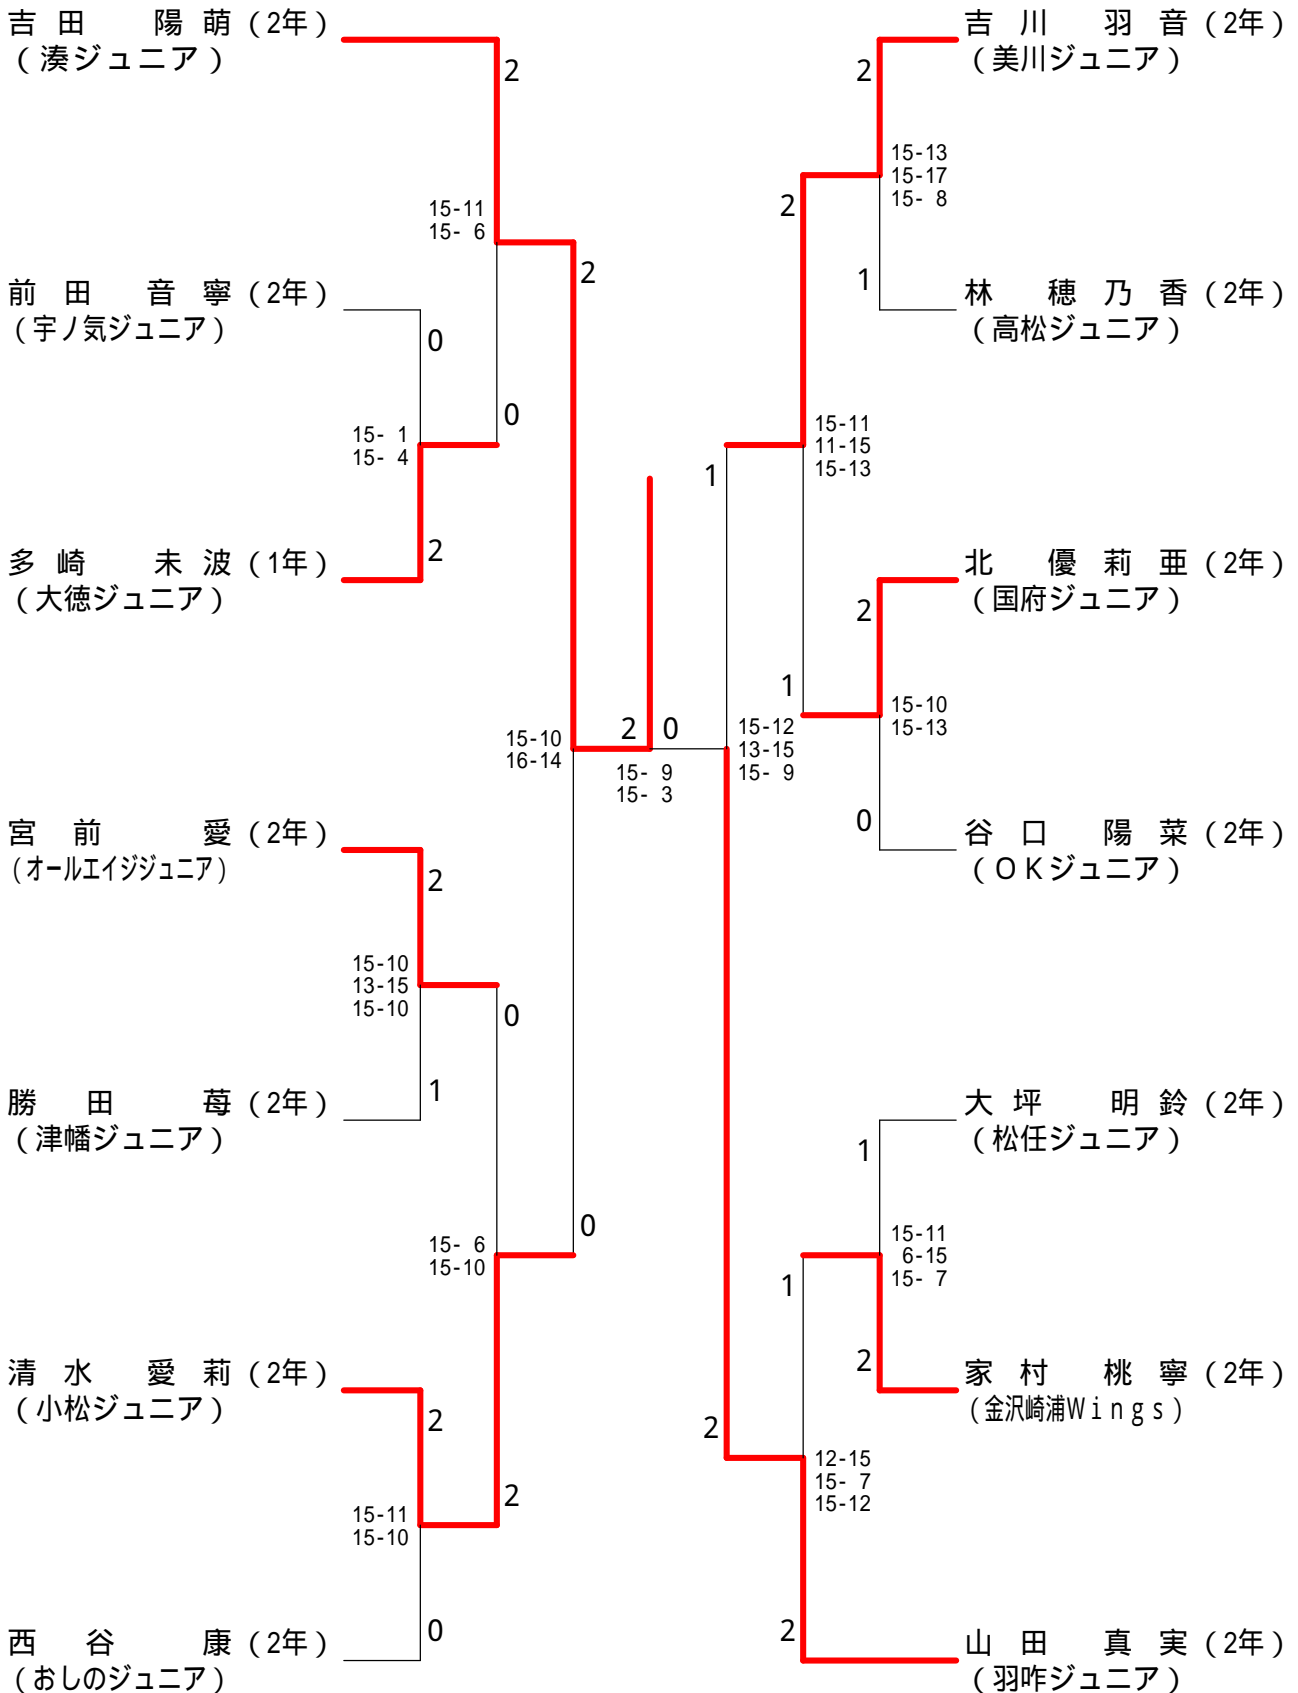 吉田 陽萌(2年)
(湊ジュニア)
2
15-11
15- 6
前田 音寧(2年)
(宇ノ気ジュニア)
0
15- 1
15- 4
0
2
多崎 未波(1年)
(大徳ジュニア)
2
15-10
16-14
宮前 愛(2年)
(オールエイジジュニア)
2
15-10
13-15
15-10
0
勝田 苺(2年)
(津幡ジュニア)
1
15- 6
15-10
0
清水 愛莉(2年)
(小松ジュニア)
2
15-11
15-10
2
西谷 康(2年)
(おしのジュニア)
0
2 0
15- 9
15- 3
吉川 羽音(2年)
(美川ジュニア)
2
15-13
15-17
15- 8
2
林 穂乃香(2年)
(高松ジュニア)
1
15-11
11-15
15-13
1
北 優莉亜(2年)
(国府ジュニア)
2
1
15-10
15-13
15-12
13-15
15- 9
谷口 陽菜(2年)
(OKジュニア)
0
大坪 明鈴(2年)
(松任ジュニア)
1
15-11
6-15
15- 7
1
家村 桃寧(2年)
(金沢崎浦Wings)
2
2
12-15
15- 7
15-12
山田 真実(2年)
(羽咋ジュニア)
2